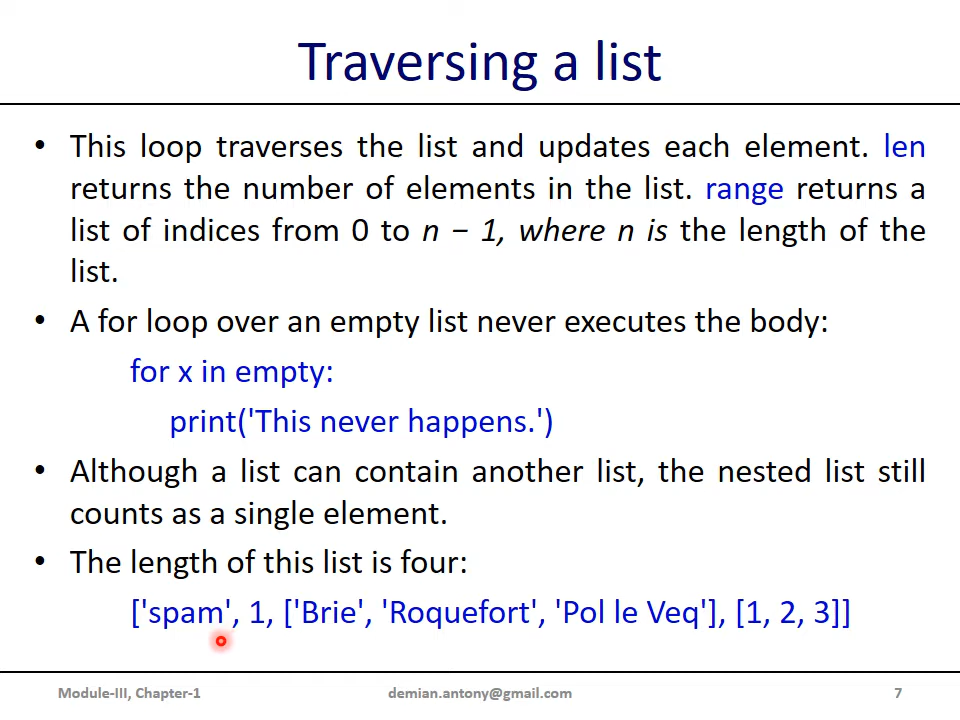 Traversing a list
• This loop traverses the list and updates each element. len
returns the number of elements in the list. range returns a
list of indices from 0 to n − 1, where n is the length of the
list.
• A for loop over an empty list never executes the body:
for x in empty:
print('This never happens.')
• Although a list can contain another list, the nested list still
counts as a single element.
• The length of this list is four:
['spam', 1, ['Brie', 'Roquefort', 'Pol le Veq'], [1, 2, 3]]
Module-III, Chapter-1 demian.antony@gmail.com 7